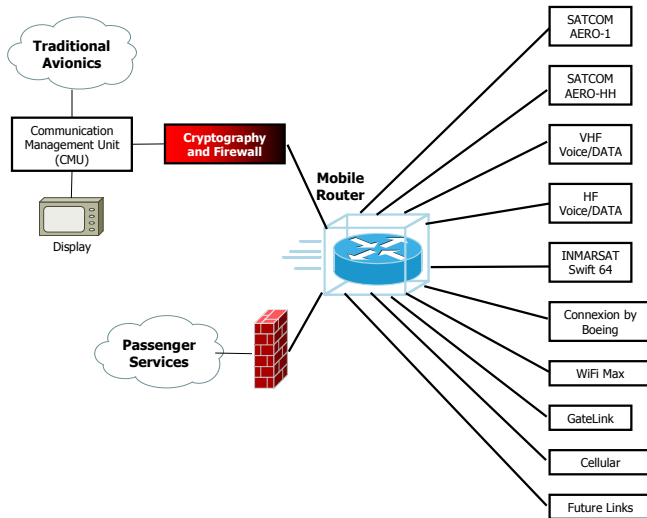 Traditional
Avionics
Communication
Management Unit
(CMU)
Display
Cryptography
and Firewall
Mobile
Router
Passenger
Services
SATCOM
AERO-1
SATCOM
AERO-HH
VHF
Voice/DATA
HF
Voice/DATA
INMARSAT
Swift 64
Connexion by
Boeing
WiFi Max
GateLink
Cellular
Future Links